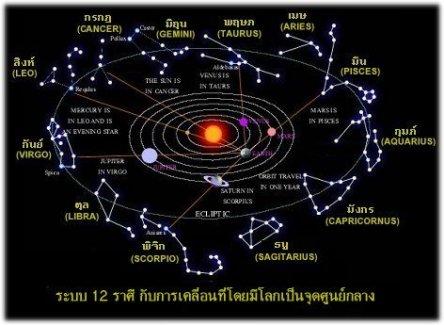 กรกฎ
(CANCER)
Castor
Pollux
มิถุน
(GEMINI)
พฤษภ
(TAURUS)
เมษ
(ARIES)
สิงห์
(LEO)
Regulus
THE SUN IS
IN CANCER
Aldebaran
VENUS IS
IN TAURS
มีน
(PISCES)
MERCURY IS
IN LEO AND IS
AN EVENING STAR
VENUS
MARS
MARS IS
IN PISCES
กันย์
(VIRGO)
Spica
JUPITER
IN VIRGO
JUPITER
EARTH
กุมภ์
(AQUARIUS)
ORBIT TRAVEL
IN ONE YEAR
SATURN IN
SCORPIUS
ตุล
(LIBRA)
ECLIPTIC
มังกร
(CAPRICORNUS)
Antares
พิจิก
(SCORPIO)
ธนู
(SAGITARIUS)
ระบบ 12 ราศี กับการเคลื่อนที่โดยมีโลกเป็นจุดศูนย์กลาง